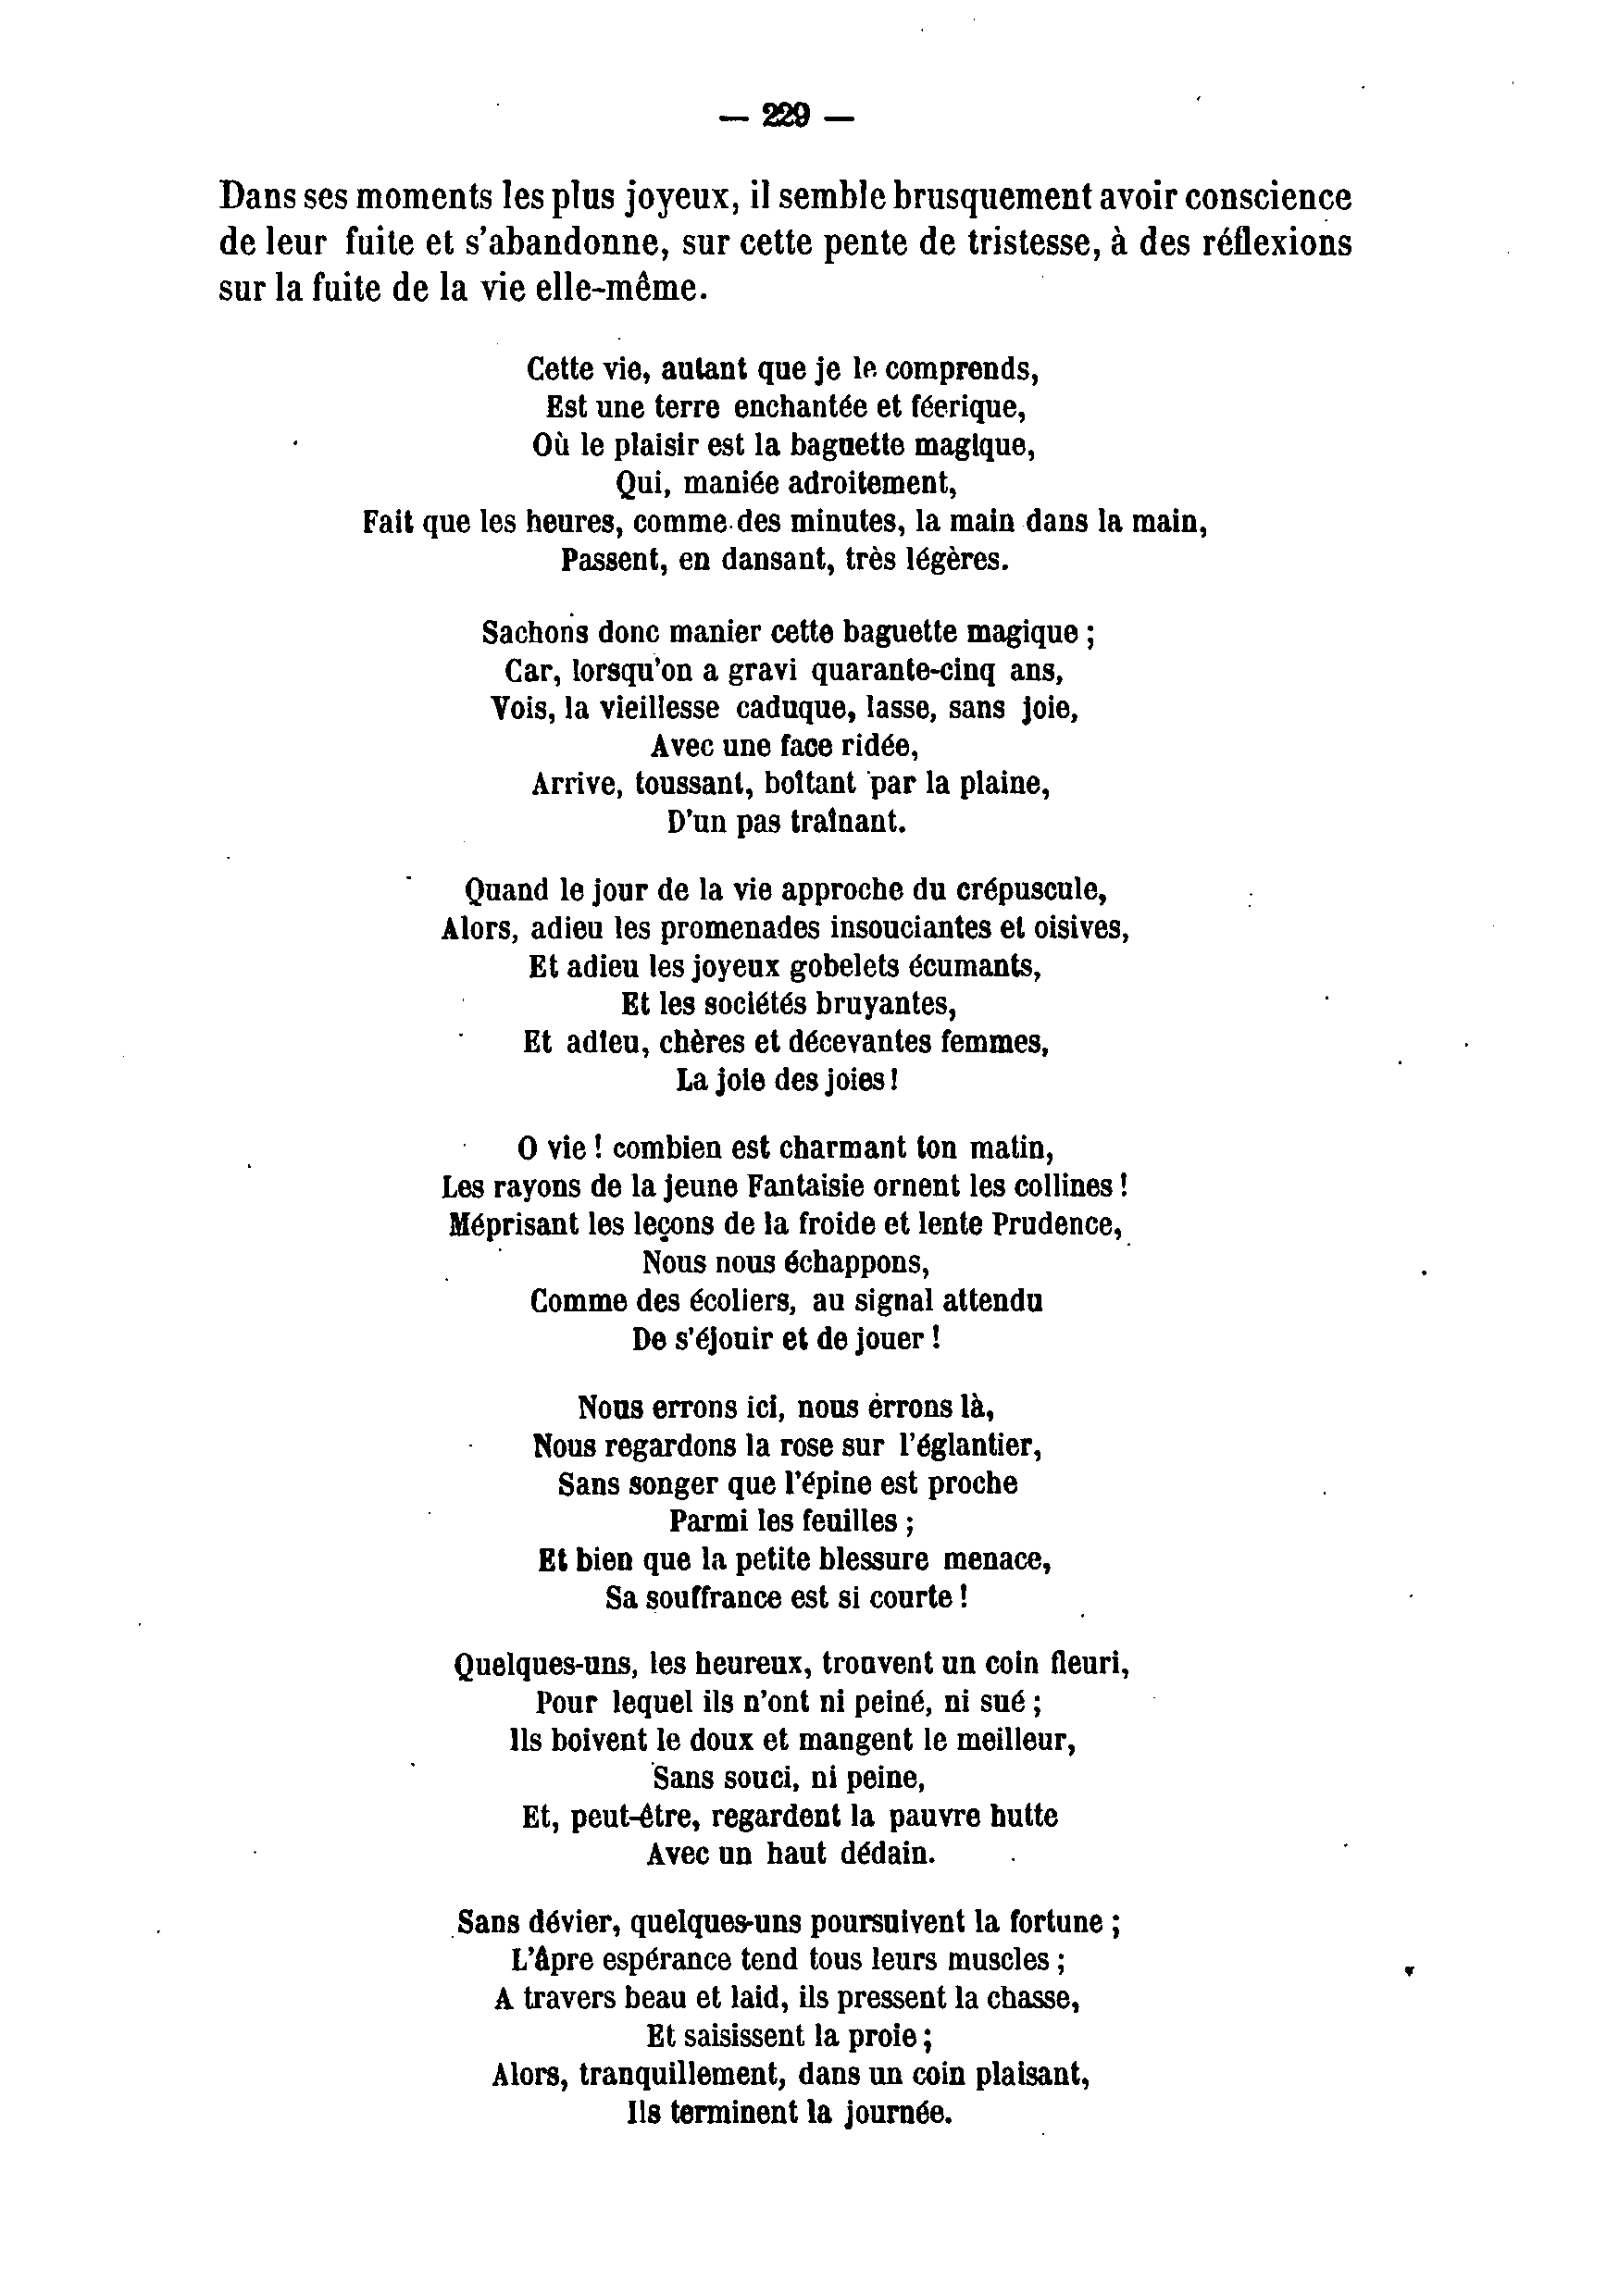 — 229 —
Dans ses moments les plus joyeux, il semble brusquement avoir conscience
de leur fuite et s'abandonne, sur cette pente de tristesse, à des réflexions
sur la fuite de la vie elle-même.
Cette vie, autant que je le comprends,
Est une terre enchantée et féerique,
Où le plaisir est la baguette magique,
Qui, maniée adroitement,
Fait que les heures, comme des minutes, la main dans la main,
Passent, en dansant, très légères.
Sachons donc manier cette baguette magique ;
Car, lorsqu'on a gravi quarante-cinq ans,
Vois, la vieillesse caduque, lasse, sans joie,
Avec une face ridée,
Arrive, toussant, boîtant par la plaine,
D'un pas traînant.
Quand le jour de la vie approche du crépuscule,
Alors, adieu les promenades insouciantes et oisives,
Et adieu les joyeux gobelets écumants,
Et les sociétés bruyantes,
Et adieu, chères et décevantes femmes,
La joie des joies !
O vie ! combien est charmant ton matin,
Les rayons de la jeune Fantaisie ornent les collines !
Méprisant les leçons de la froide et lente Prudence,
Nous nous échappons,
Comme des écoliers, au signal attendu
De s'éjouir et de jouer !
Nous errons ici, nous errons là,
Nous regardons la rose sur l'églantier,
Sans songer que l'épine est proche
Parmi les feuilles ;
Et bien que la petite blessure menace,
Sa souffrance est si courte !
Quelques-uns, les heureux, trouvent un coin fleuri,
Pour lequel ils n'ont ni peiné, ni sué ;
Ils boivent le doux et mangent le meilleur,
Sans souci, ni peine,
Et, peut-être, regardent la pauvre hutte
Avec un haut dédain.
Sans dévier, quelques-uns poursuivent la fortune ;
L'âpre espérance tend tous leurs muscles ;
A travers beau et laid, ils pressent la chasse,
Et saisissent la proie ;
Alors, tranquillement, dans un coin plaisant,
Ils terminent la journée.